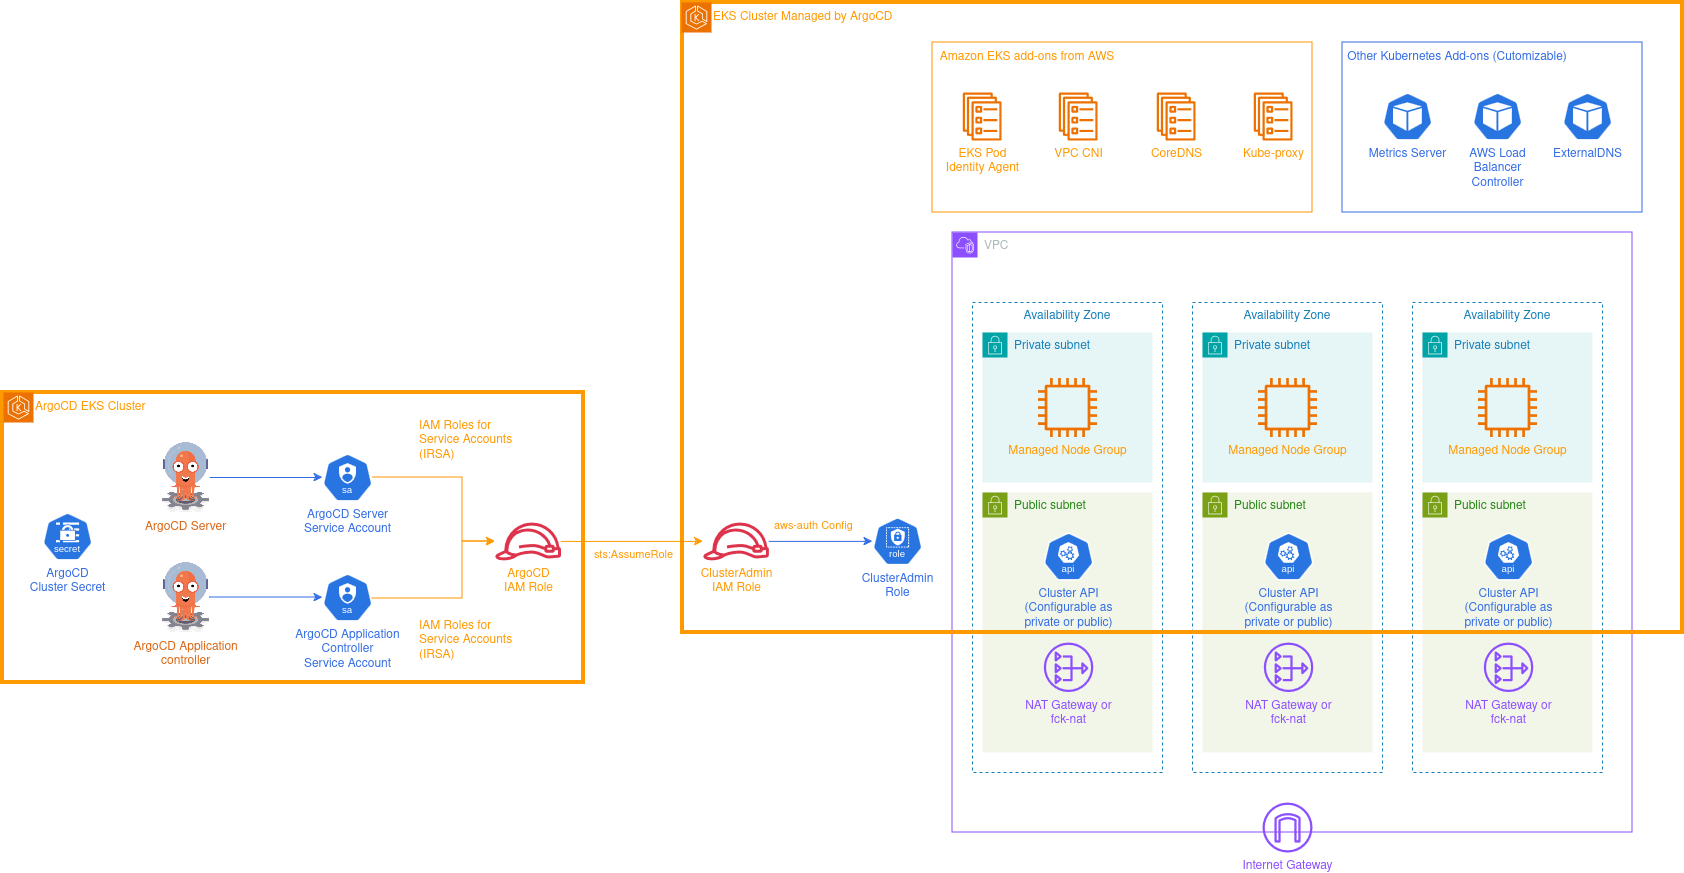 EKS Cluster Managed by ArgoCD
Amazon EKS add-ons from AWS
EKS Pod
Identity Agent
VPC CNI
CoreDNS
Kube-proxy
Other Kubernetes Add-ons (Cutomizable)
Metrics Server
AWS Load
Balancer
Controller
ExternalDNS
VPC
Availability Zone
Private subnet
Managed Node Group
Public subnet
api
Cluster API
(Configurable as
private or public)
NAT Gateway or
fck-nat
Availability Zone
Private subnet
Managed Node Group
Public subnet
api
Cluster API
(Configurable as
private or public)
NAT Gateway or
fck-nat
Availability Zone
Private subnet
Managed Node Group
Public subnet
api
Cluster API
(Configurable as
private or public)
NAT Gateway or
fck-nat
Internet Gateway
ArgoCD EKS Cluster
secret
ArgoCD
Cluster Secret
ArgoCD Server
sa
ArgoCD Server
Service Account
IAM Roles for
Service Accounts
(IRSA)
ArgoCD Application
controller
sa
ArgoCD Application
Controller
Service Account
IAM Roles for
Service Accounts
(IRSA)
ArgoCD
IAM Role
sts:AssumeRole
ClusterAdmin
IAM Role
aws-auth Config
role
ClusterAdmin
Role